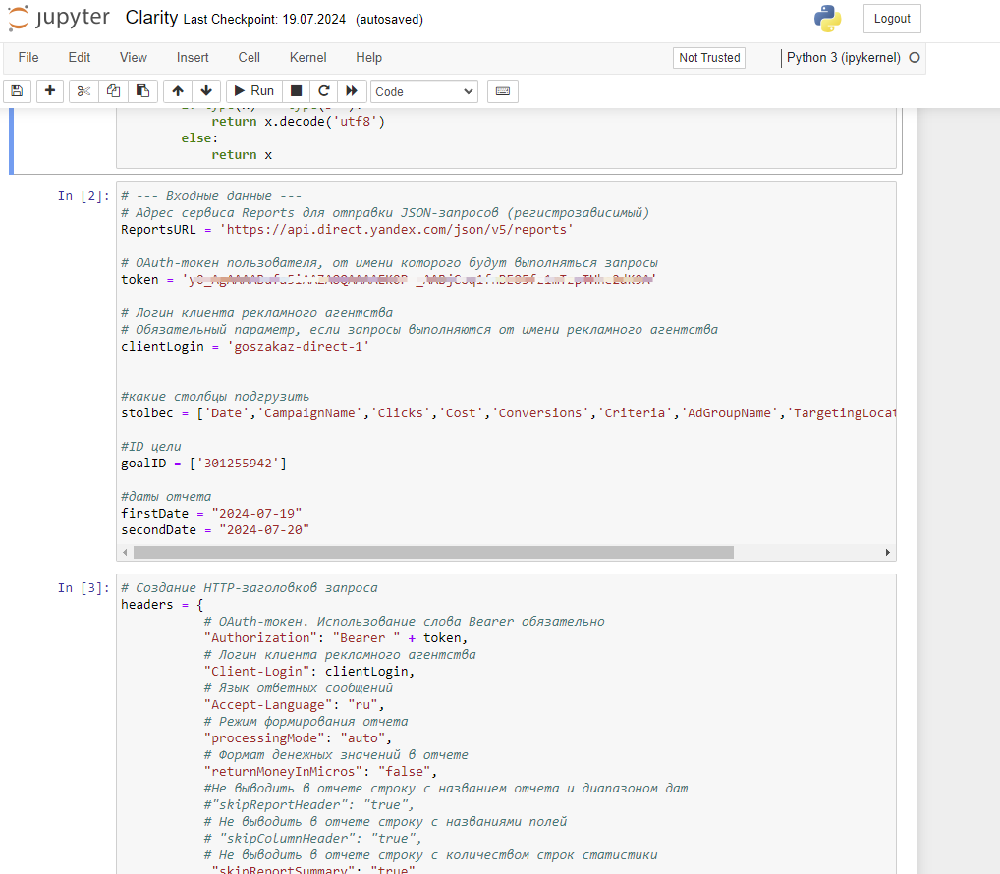 jupyter Clarity Last Checkpoint: 19.07.2024 (autosaved)
Logout
File Edit View Insert Cell Kernel Help
Not Trusted
Python 3 (ipykernel)
Run
Code
return x.decode('utf8')
else:
return x
In [2]:
# --- Входные данные ---
# Адрес сервиса Reports для отправки JSON-запросов (регистрозависимый)
ReportsURL = 'https://api.direct.yandex.com/json/v5/reports'
# OAuth-токен пользователя, от имени которого будут выполняться запросы
token = '
# Логин клиента рекламного агентства
# Обязательный параметр, если запросы выполняются от имени рекламного агентства
clientLogin = 'goszakaz-direct-1'
#какие столбцы подгрузить
stolbec = ['Date','CampaignName','Clicks','Cost','Conversions','Criteria','AdGroupName','TargetingLocat
#ID цели
goalID = ['301255942']
#даты отчета
firstDate = "2024-07-19"
secondDate = "2024-07-20"
In [3]:
# Создание HTTP-заголовков запроса
headers = {
# OAuth-токен. Использование слова Bearer обязательно
"Authorization": "Bearer " + token,
# Логин клиента рекламного агентства
"Client-Login": clientLogin,
# Язык ответных сообщений
"Accept-Language": "ru",
# Режим формирования отчета
"processingMode": "auto",
# Формат денежных значений в отчете
"returnMoneyInMicros": "false",
#Не выводить в отчете строку с названием отчета и диапазоном дат
#"skipReportHeader": "true",
# Не выводить в отчете строку с названиями полей
# "skipColumnHeader": "true",
# Не выводить в отчете строку с количеством строк статистики
"skipReportSummary": "true"